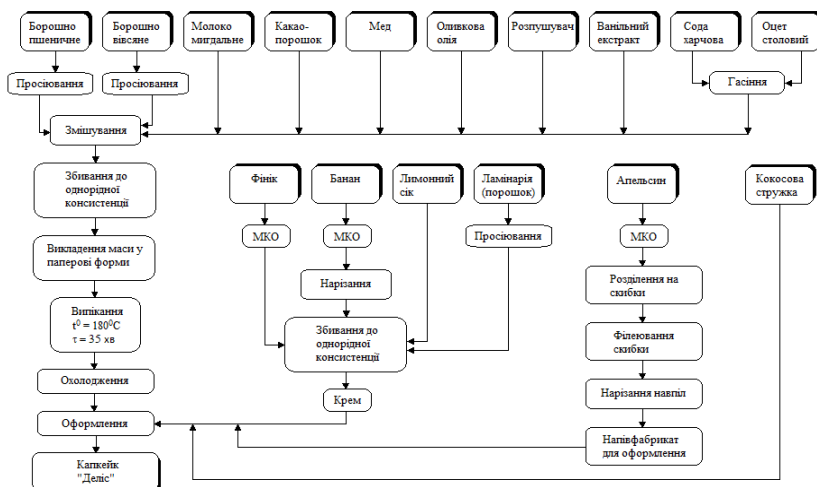 Борошно
пшеничне
Борошно
вівсяне
Молоко
мигдальне
Какао-
порошок
Мед
Оливкова
олія
Розпушувач
Ванільний
екстракт
Сода
харчова
Оцет
столовий
Просіювання
Просіювання
Гасіння
Змішування
Збивання до
однорідної
консистенції
Фінік
Банан
Лимонний
сік
Ламінарія
(порошок)
Апельсин
Кокосова
стружка
МКО
МКО
Просіювання
МКО
Викладення маси у
паперові форми
Нарізання
Розділення на
скибки
Випікання
t⁰ = 180⁰C
τ = 35 хв
Збивання до
однорідної
консистенції
Філеювання
скибки
Охолодження
Крем
Нарізання навпіл
Оформлення
Напівфабрикат
для оформлення
Капкейк
"Деліс"